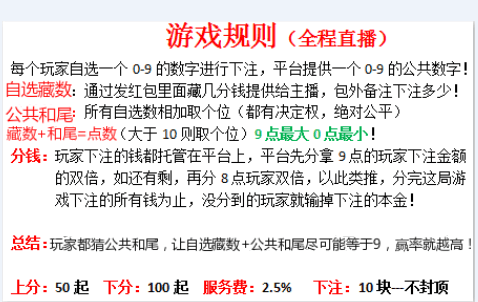 游戏规则（全程直播）
每个玩家自选一个 0-9 的数字进行下注，平台提供一个 0-9 的公共数字！
自选藏数：通过发红包里面藏几分钱提供给主播，包外备注下注多少！
公共和尾：所有自选数相加取个位（都有决定权，绝对公平）
藏数+和尾=点数（大于 10 则取个位）9 点最大 0 点最小！
分钱：玩家下注的钱都托管在平台上，平台先分拿 9 点的玩家下注金额
的双倍，如还有剩，再分 8 点玩家双倍，以此类推，分完这局游
戏下注的所有钱为止，没分到的玩家就输掉下注的本金！
总结：玩家都猜公共和尾，让自选藏数+公共和尾尽可能等于9，赢率就越高！
上分：50 起 下分：100 起 服务费：2.5% 下注：10 块---不封顶